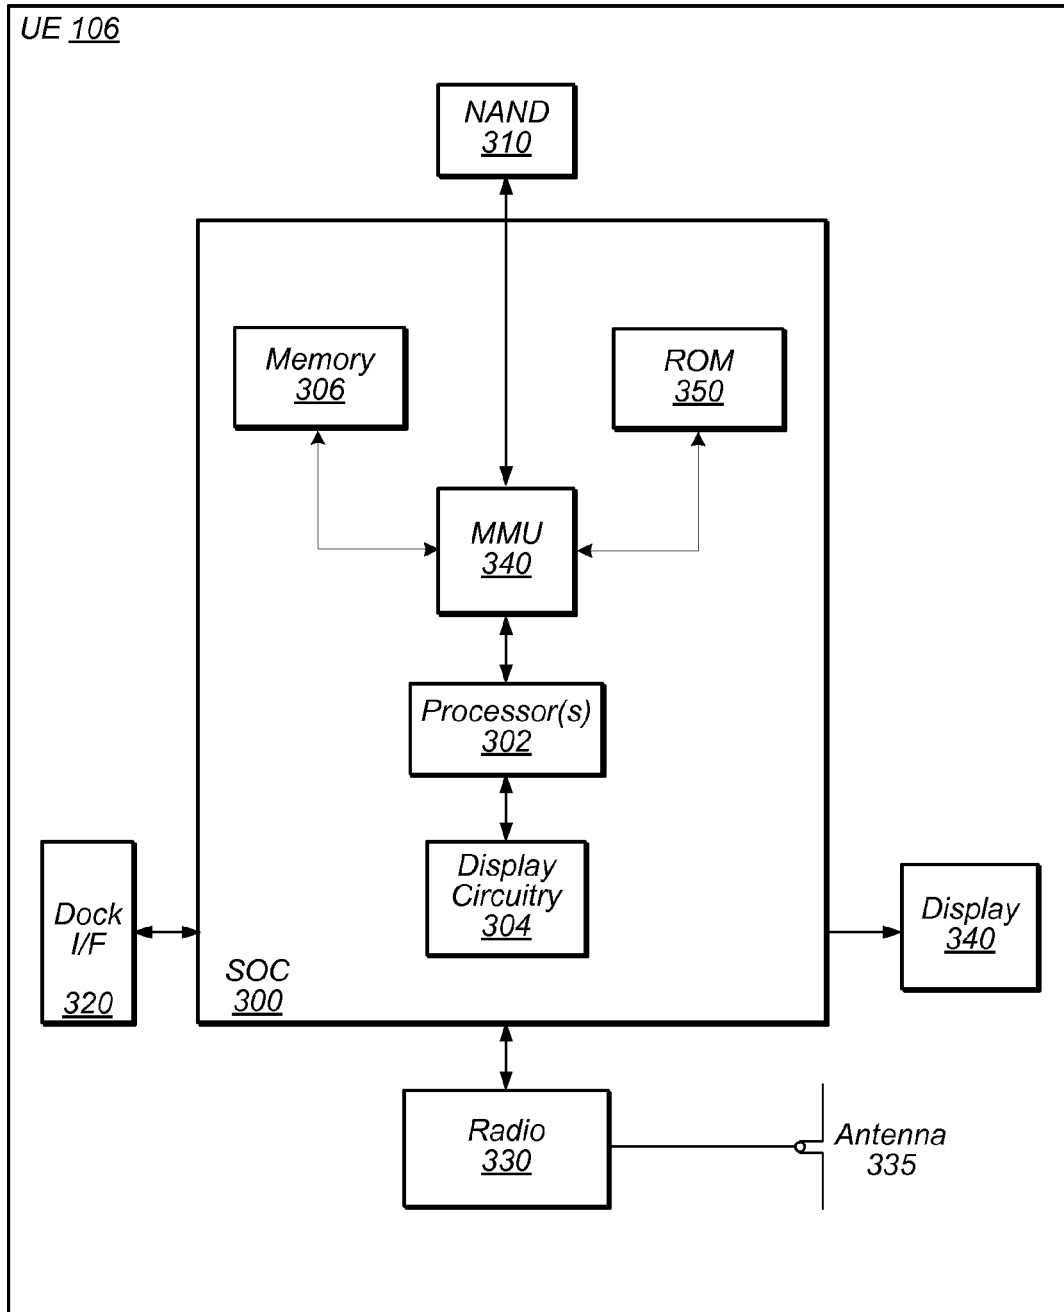 UE 106
NAND
310
Memory
306
ROM
350
MMU
340
Processor(s)
302
Display
Circuitry
304
Dock
I/F
320
SOC
300
Display
340
Radio
330
Antenna
335